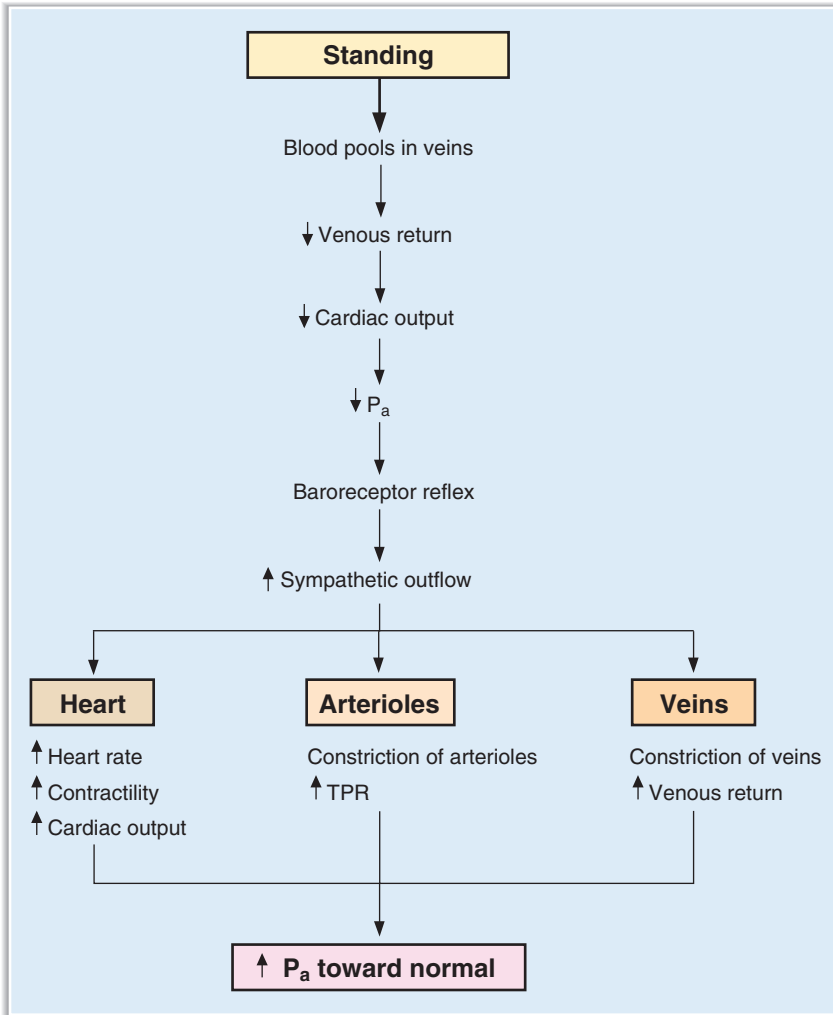 Standing
Blood pools in veins
↓ Venous return
↓ Cardiac output
↓ Pa
Baroreceptor reflex
↑ Sympathetic outflow
Heart
↑ Heart rate
↑ Contractility
↑ Cardiac output
Arterioles
Constriction of arterioles
↑ TPR
Veins
Constriction of veins
↑ Venous return
↑ Pa toward normal